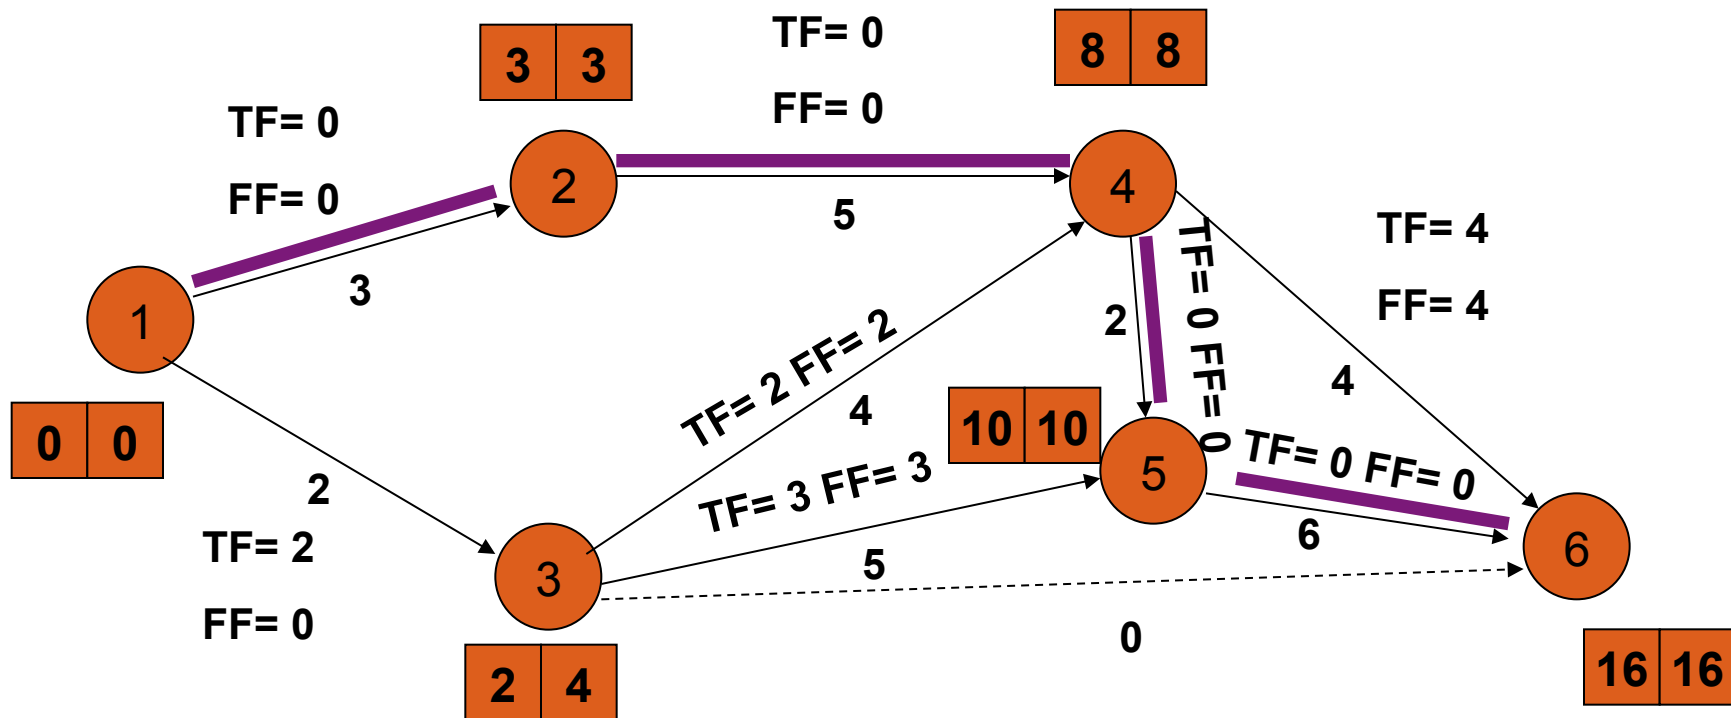 TF= 0
3 3
8 8
TF= 0
FF= 0
FF= 0
2
4
5
TF= 4
FF= 4
3
1
2
TF= 0 FF= 0
4
TF= 2 FF= 2
4
0 0
10 10
TF= 0 FF= 0
5
6
TF= 3 FF= 3
2
TF= 2
FF= 0
3
5
6
0
2 4
16 16